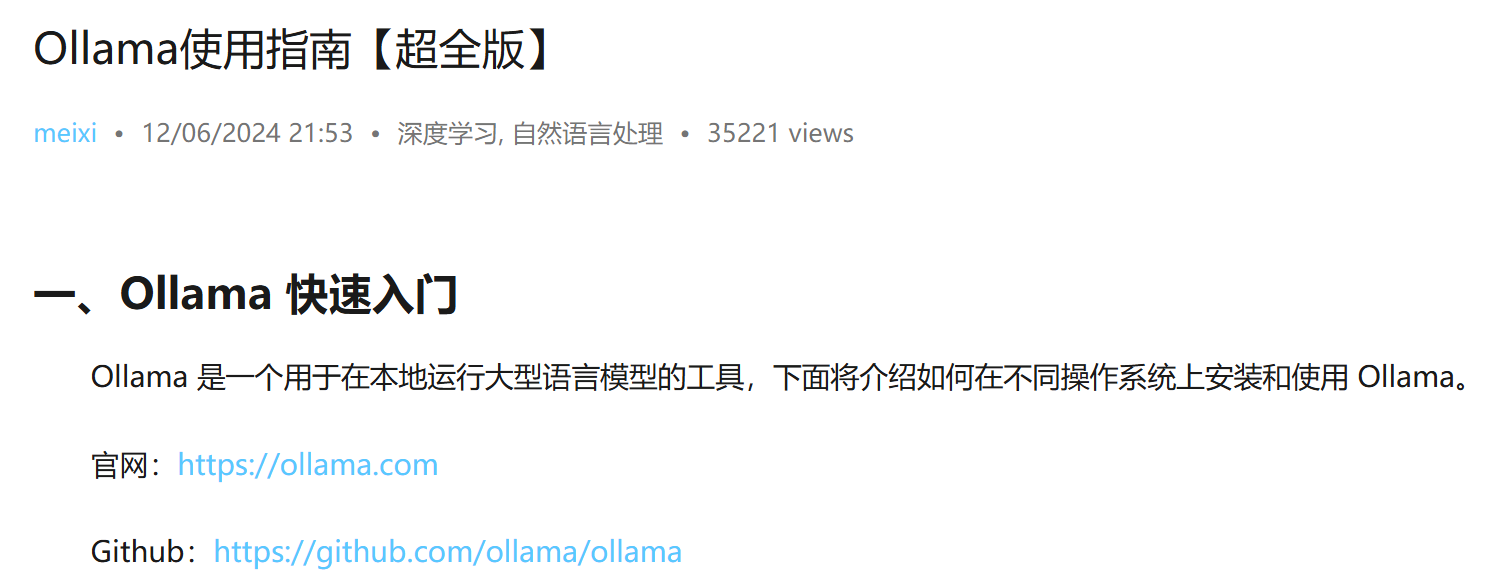 Ollama使用指南【超全版】
meixi • 12/06/2024 21:53 • 深度学习, 自然语言处理 • 35221 views
一、Ollama 快速入门
Ollama 是一个用于在本地运行大型语言模型的工具，下面将介绍如何在不同操作系统上安装和使用 Ollama。
官网：https://ollama.com
Github：https://github.com/ollama/ollama